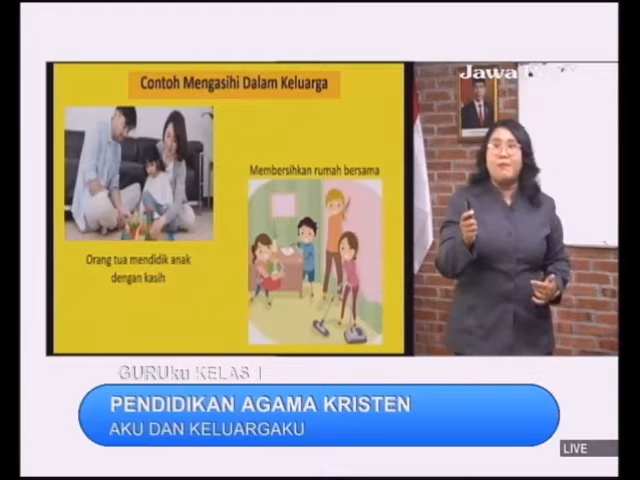 Contoh Mengasihi Dalam Keluarga
Jawa
Membersihkan rumah bersama
Orang tua mendidik anak
dengan kasih
GURUku KELAS 1
PENDIDIKAN AGAMA KRISTEN
AKU DAN KELUARGAKU
LIVE